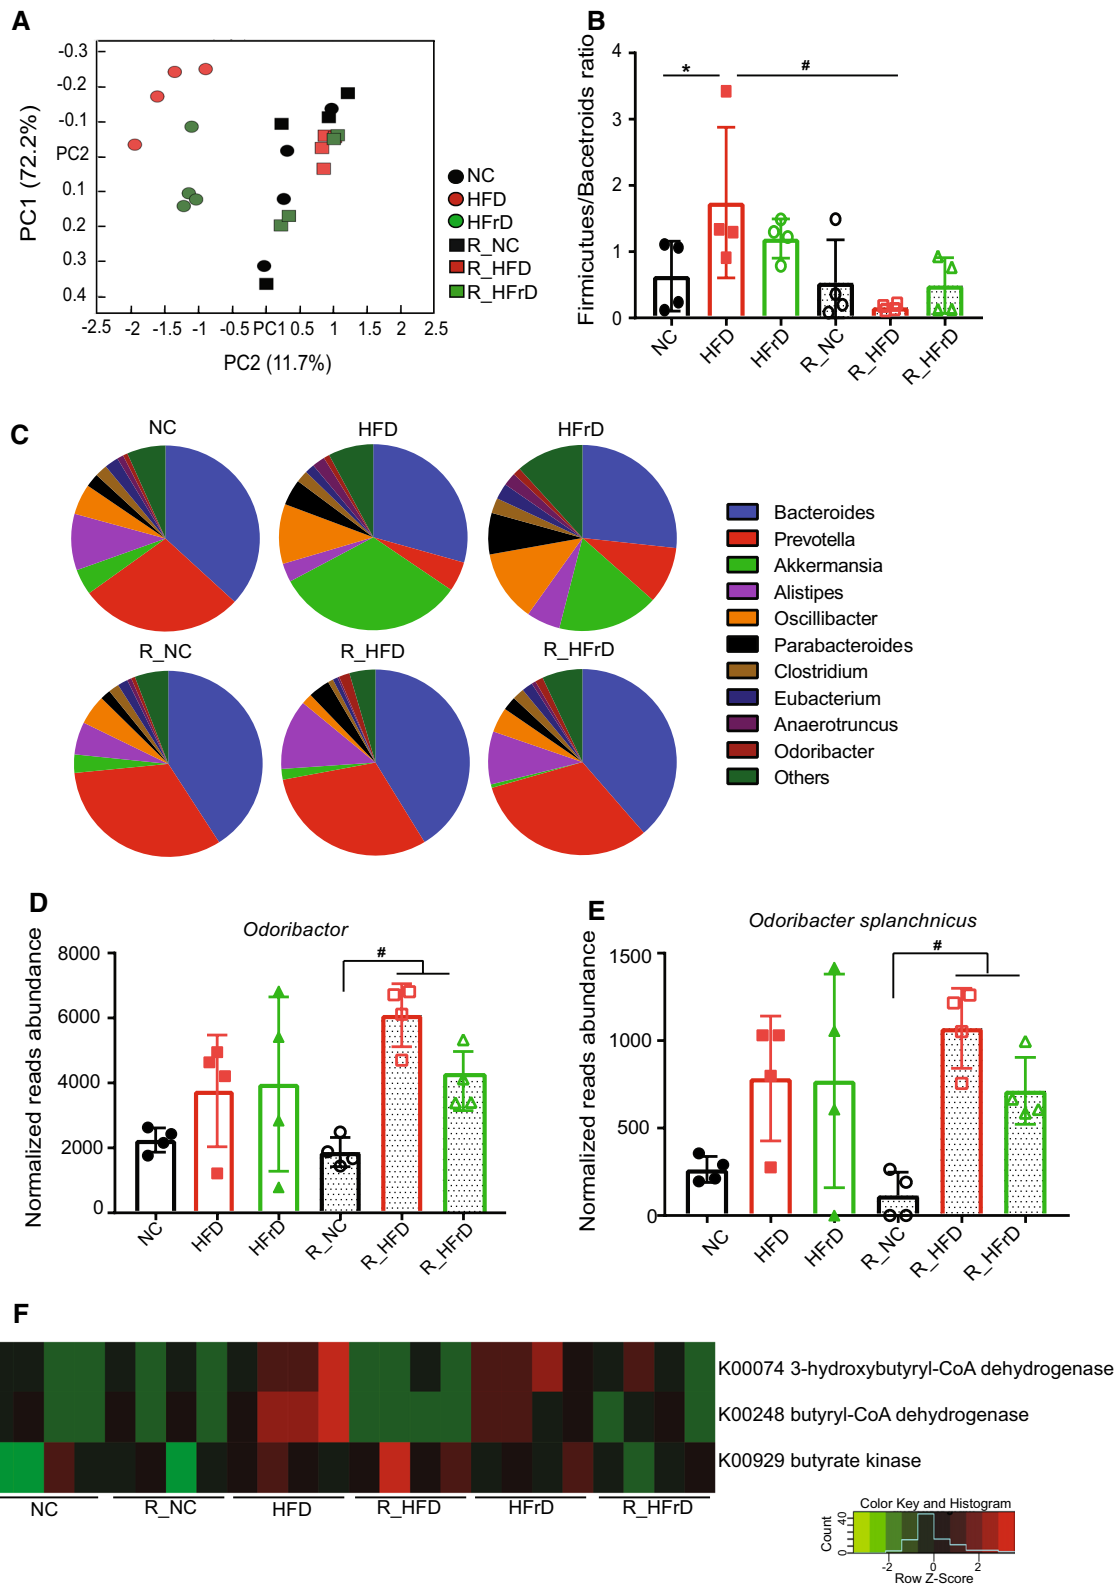 A
-0.3
-0.2
-0.1
PC2
0.1
0.2
0.3
0.4
PC1 (72.2%)
-2.5 -2 -1.5 -1 -0.5 PC1 0.5 1 1.5 2 2.5
PC2 (11.7%)
NC
HFD
HFrD
R_NC
R_HFD
R_HFrD
B
Firmicutues/Bacetroids ratio
4
3
2
1
0
* #
NC HFD HFrD R_NC R_HFD R_HFrD
C
NC HFD HFrD
R_NC R_HFD R_HFrD
Bacteroides
Prevotella
Akkermansia
Alistipes
Oscillibacter
Parabacteroides
Clostridium
Eubacterium
Anaerotruncus
Odoribacter
Others
D
Odoribactor
Normalized reads abundance
8000
6000
4000
2000
0
#
NC HFD HFrD R_NC R_HFD R_HFrD
E
Odoribacter splanchnicus
Normalized reads abundance
1500
1000
500
0
#
NC HFD HFrD R_NC R_HFD R_HFrD
F
K00074 3-hydroxybutyryl-CoA dehydrogenase
K00248 butyryl-CoA dehydrogenase
K00929 butyrate kinase
NC R_NC HFD R_HFD HFrD R_HFrD
Color Key and Histogram
Count
0 40
-2 0 2
Row Z-Score